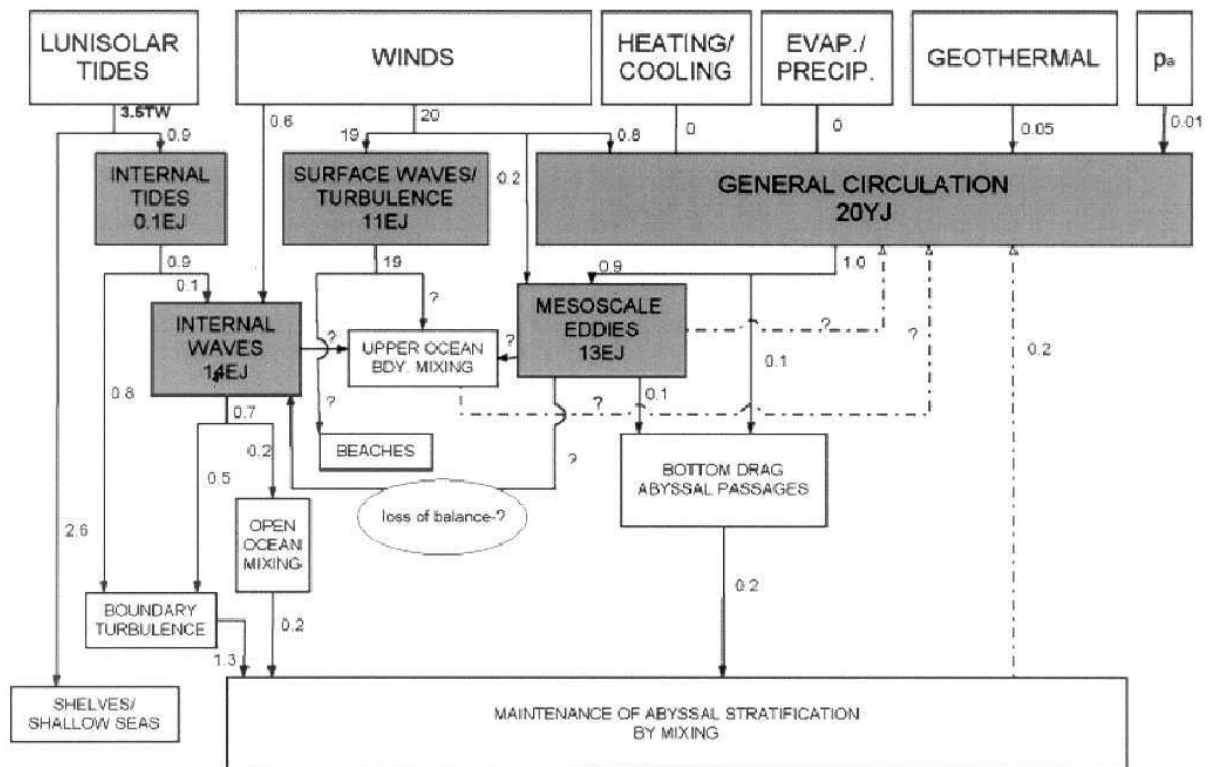 LUNISOLAR
TIDES
WINDS
HEATING/
COOLING
EVAP./
PRECIP.
GEOTHERMAL
pa
3.5TW
0.9
0.6
20
19
0.2
0.8
0
0
0.05
0.01
INTERNAL
TIDES
0.1EJ
SURFACE WAVES/
TURBULENCE
11EJ
GENERAL CIRCULATION
20YJ
0.9
0.1
19
?
0.9
1.0
INTERNAL
WAVES
14EJ
?
UPPER OCEAN
BDY. MIXING
?
MESOSCALE
EDDIES
13EJ
?
?
0.1
0.2
0.8
0.7
?
?
0.1
?
BEACHES
0.5
0.2
?
BOTTOM DRAG
ABYSSAL PASSAGES
loss of balance-?
2.6
OPEN
OCEAN
MIXING
0.2
BOUNDARY
TURBULENCE
0.2
1.3
SHELVES/
SHALLOW SEAS
MAINTENANCE OF ABYSSAL STRATIFICATION
BY MIXING